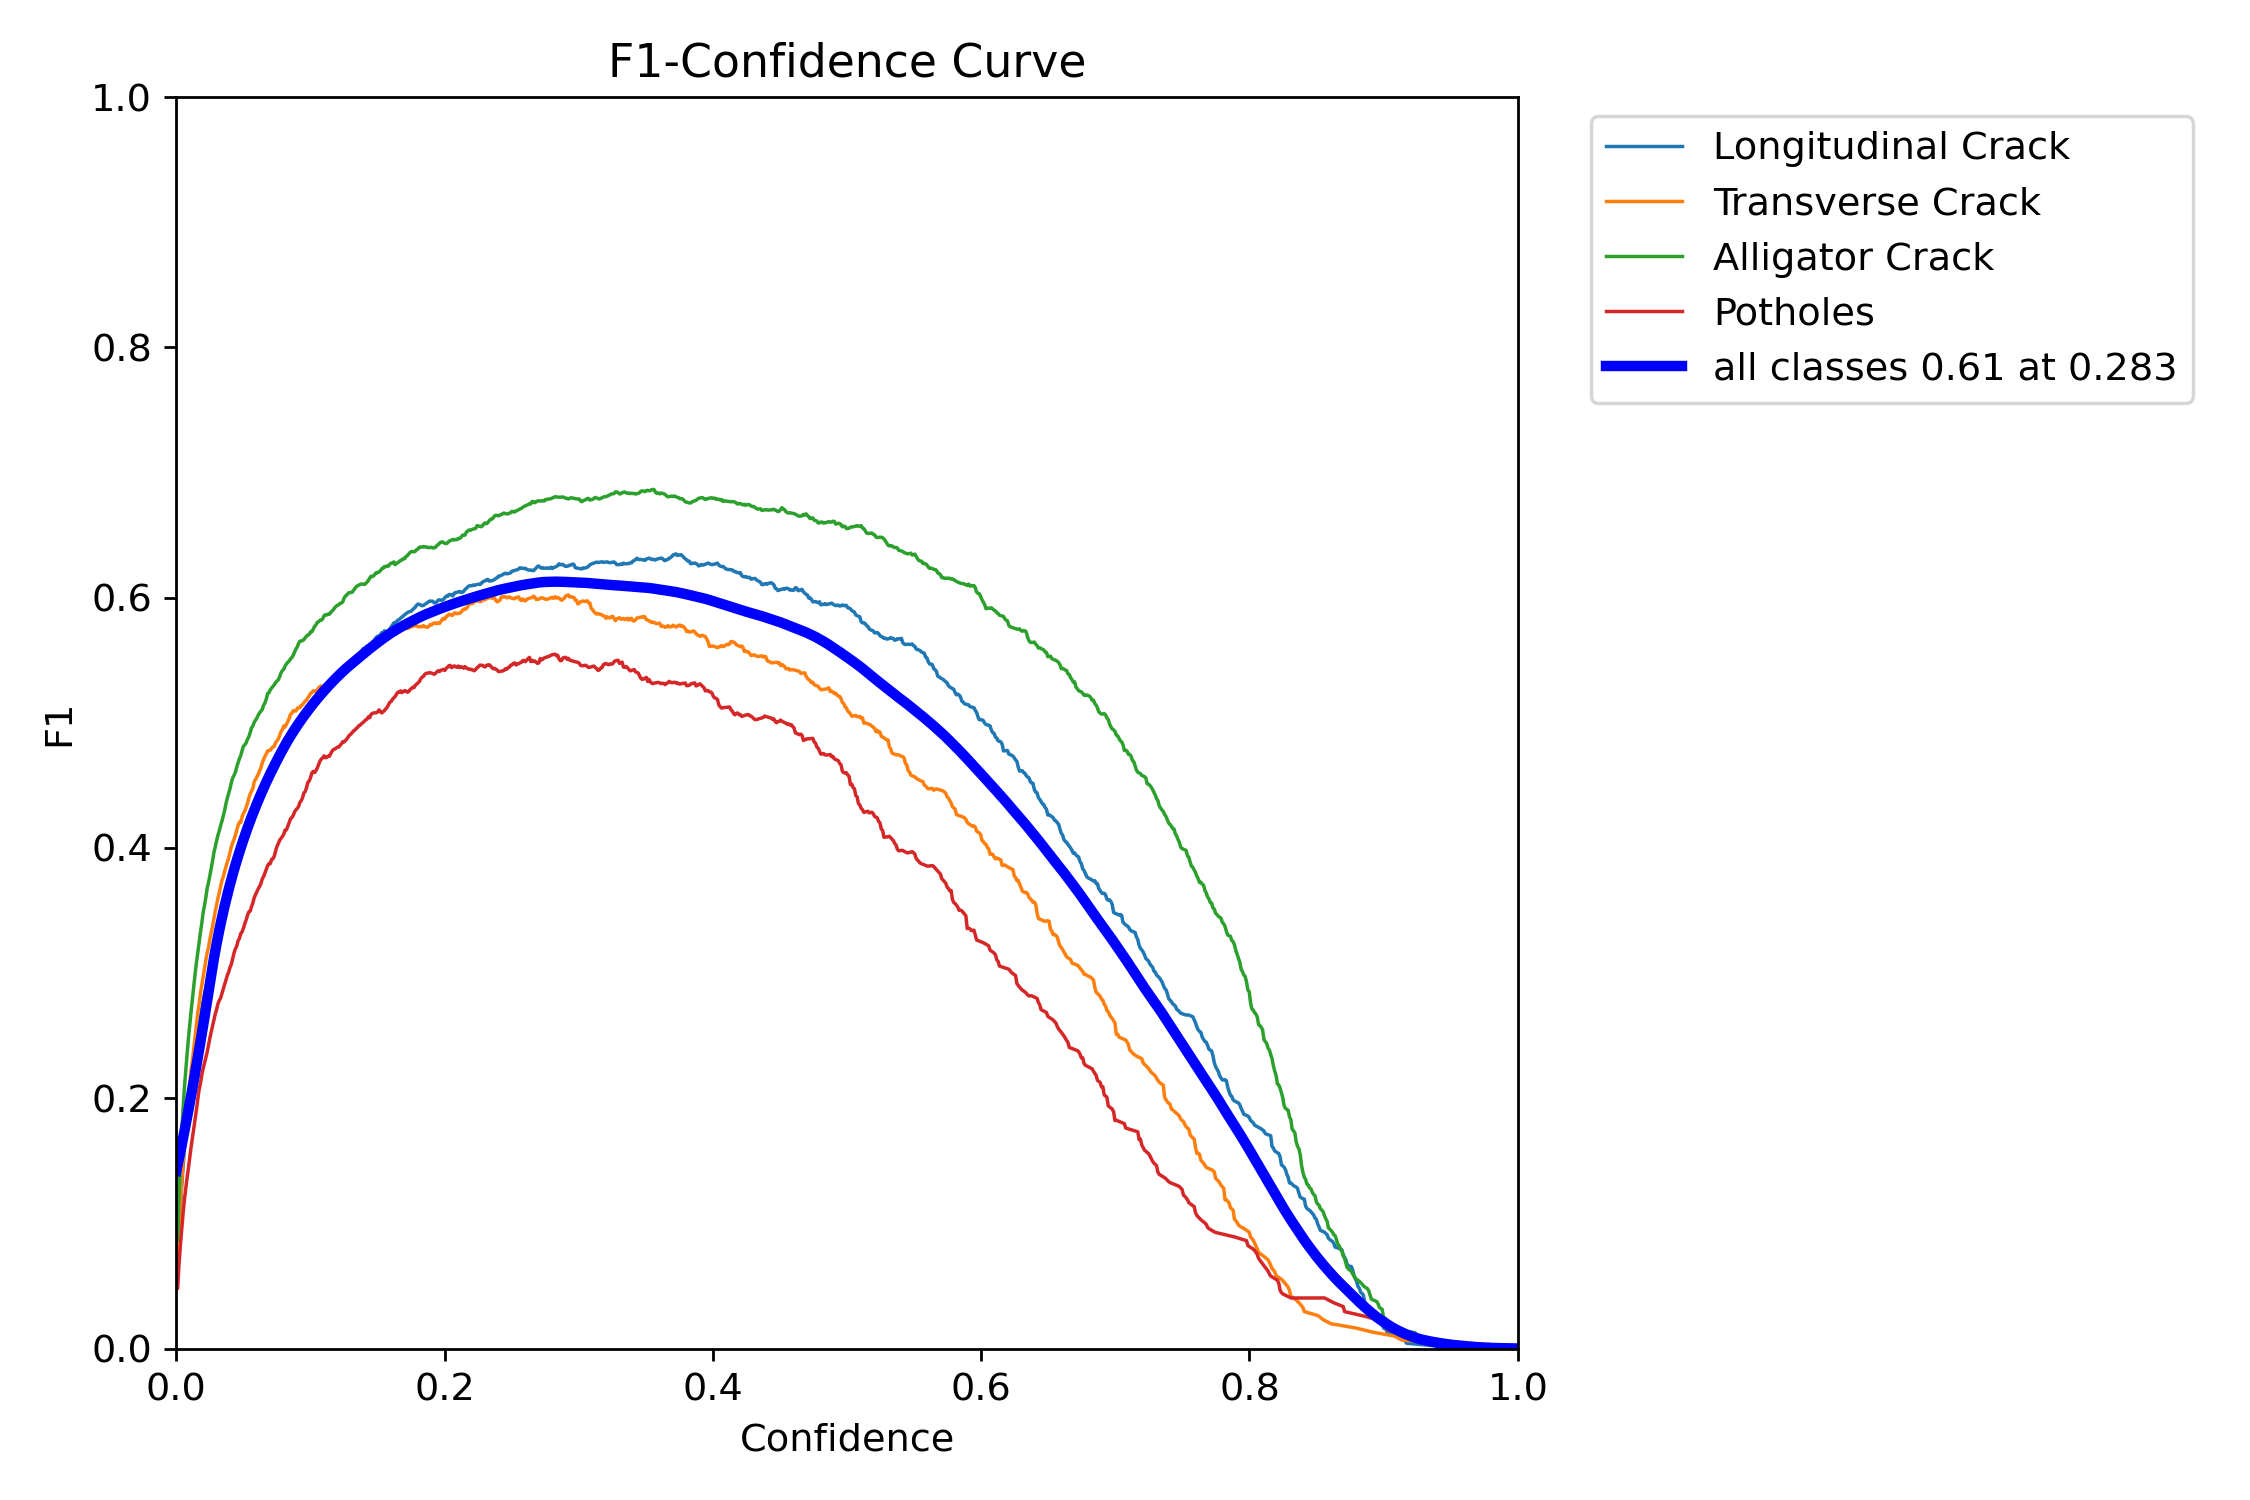 F1-Confidence Curve
1.0
0.8
0.6
0.4
0.2
0.0
F1
0.0 0.2 0.4 0.6 0.8 1.0
Confidence
Longitudinal Crack
Transverse Crack
Alligator Crack
Potholes
all classes 0.61 at 0.283